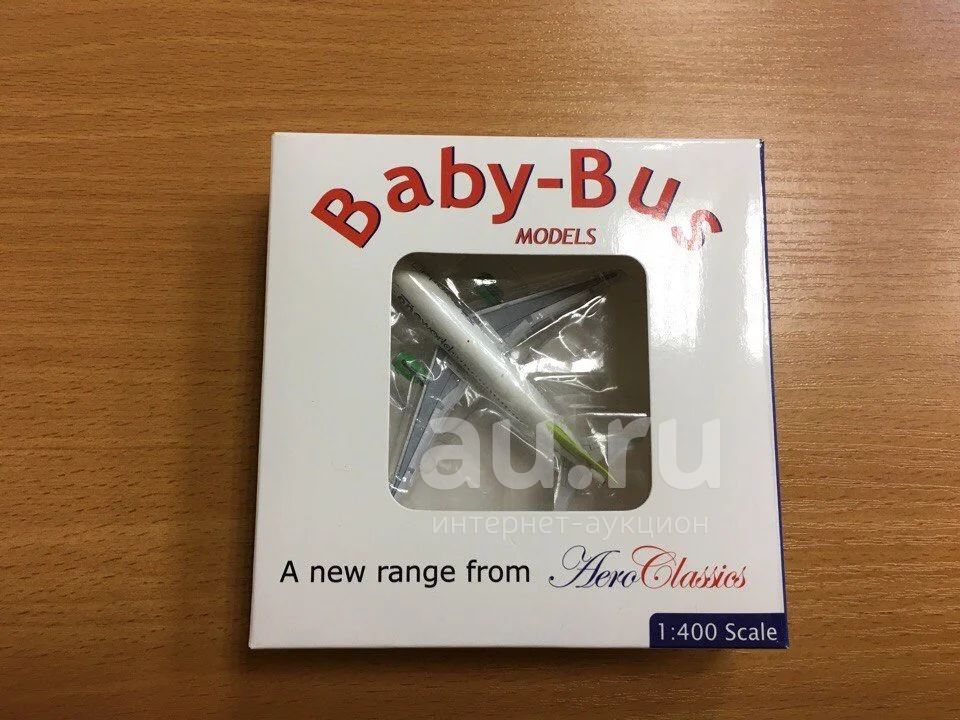 Baby-Bus
MODELS
au.ru
интернет-аукцион
A new range from AeroClassics
1:400 Scale